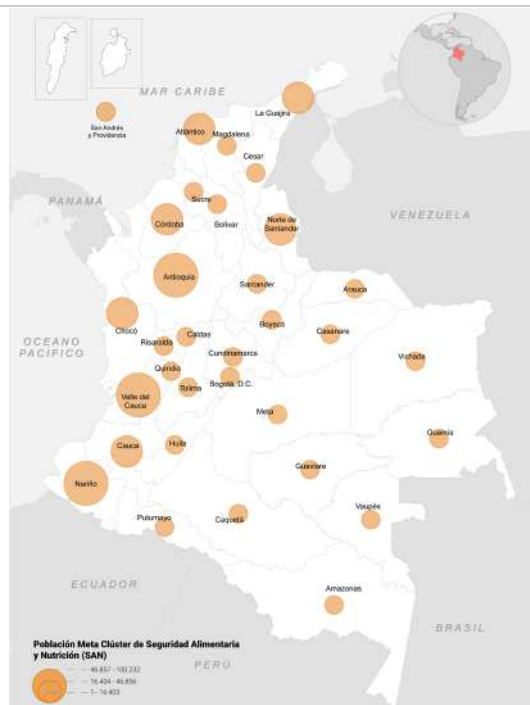 MAR CARIBE
La Guajira
San Andrés
y Providencia
Atlántico
Magdalena
Cesar
PANAMÁ
Sucre
Córdoba
Bolívar
Norte de
Santander
VENEZUELA
Antioquia
Santander
Arauca
Chocó
Boyacá
OCEANO
PACIFICO
Caldas
Risaralda
Casanare
Cundinamarca
Vichada
Quindío
Bogotá, D.C.
Tolima
Valle del
Cauca
Meta
Cauca
Huila
Guainía
Guaviare
Nariño
Vaupés
Caquetá
Putumayo
ECUADOR
Amazonas
BRASIL
Población Meta Clúster de Seguridad Alimentaria
y Nutrición (SAN)
PERÚ
46.857 - 100.232
16.404 - 46.856
1 - 16.403